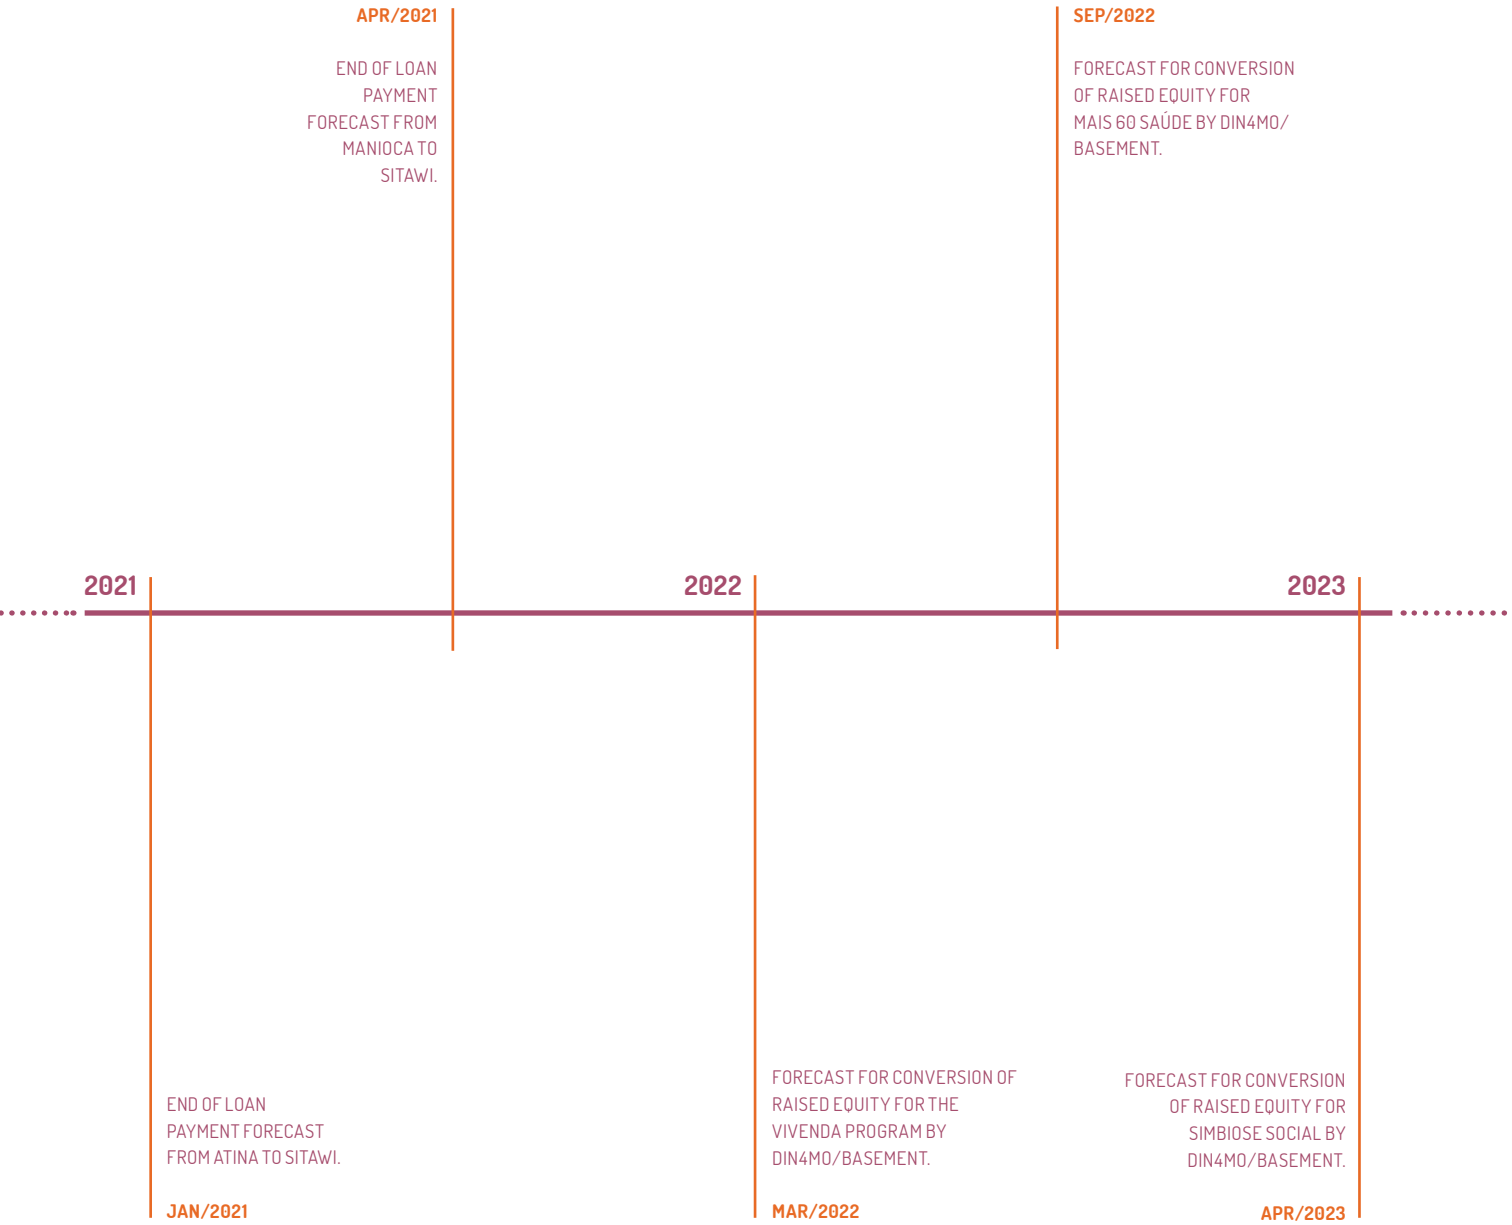 APR/2021
END OF LOAN
PAYMENT
FORECAST FROM
MANIOCA TO
SITAWI.
SEP/2022
FORECAST FOR CONVERSION
OF RAISED EQUITY FOR
MAIS 60 SAÚDE BY DIN4MO/
BASEMENT.
2021
2022
2023
END OF LOAN
PAYMENT FORECAST
FROM ATINA TO SITAWI.
JAN/2021
FORECAST FOR CONVERSION OF
RAISED EQUITY FOR THE
VIVENDA PROGRAM BY
DIN4MO/BASEMENT.
MAR/2022
FORECAST FOR CONVERSION
OF RAISED EQUITY FOR
SIMBIOSE SOCIAL BY
DIN4MO/BASEMENT.
APR/2023